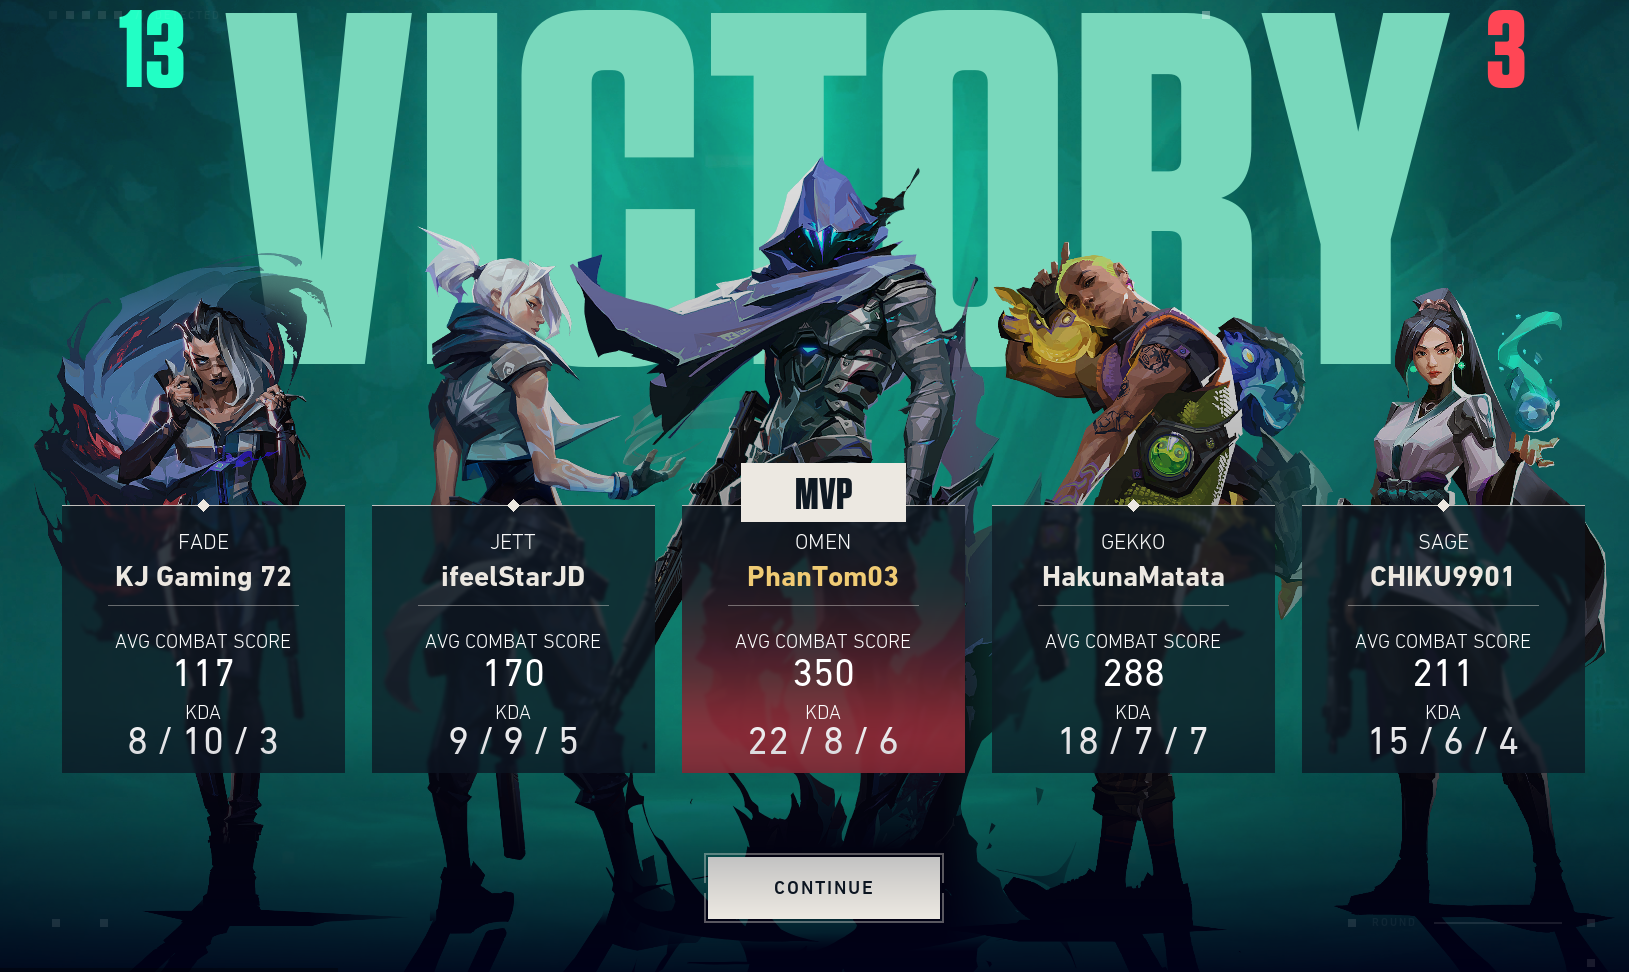 13
VICTORY
3
MVP
FADE
KJ Gaming 72
AVG COMBAT SCORE
117
KDA
8 / 10 / 3
JETT
ifeelStarJD
AVG COMBAT SCORE
170
KDA
9 / 9 / 5
OMEN
PhanTom03
AVG COMBAT SCORE
350
KDA
22 / 8 / 6
GEKKO
HakunaMatata
AVG COMBAT SCORE
288
KDA
18 / 7 / 7
SAGE
CHIKU9901
AVG COMBAT SCORE
211
KDA
15 / 6 / 4
CONTINUE
ROUND